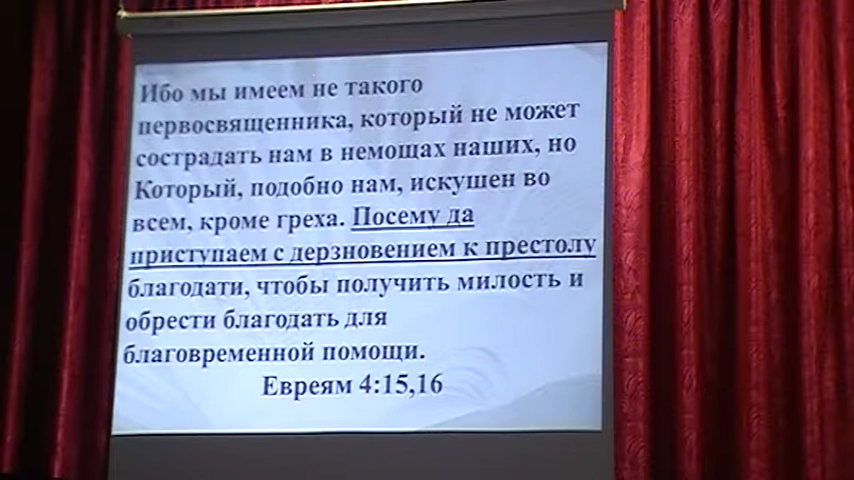 Ибо мы имеем не такого
первосвященника, который не может
сострадать нам в немощах наших, но
Который, подобно нам, искушен во
всем, кроме греха. Посему да
приступаем с дерзновением к престолу
благодати, чтобы получить милость и
обрести благодать для
благовременной помощи.
Евреям 4:15,16